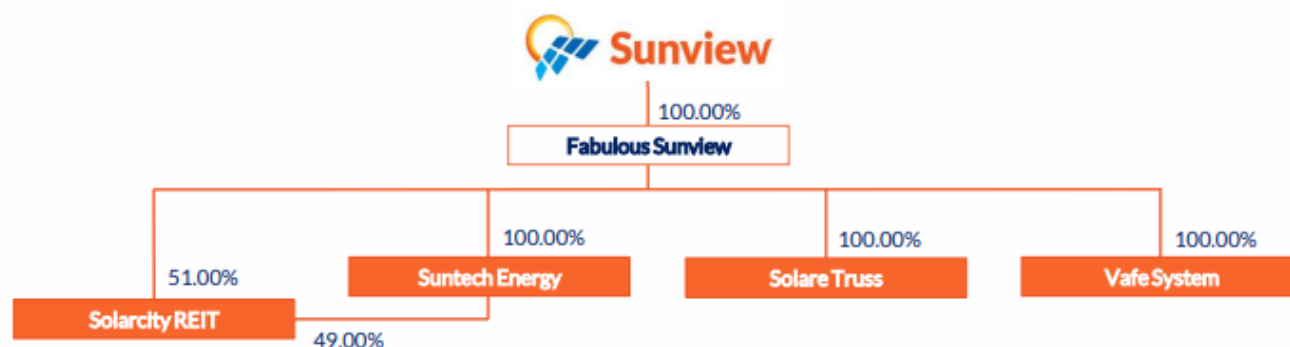 Sunview
100.00%
Fabulous Sunview
51.00%
100.00%
100.00%
100.00%
Suntech Energy
Solare Truss
Vafe System
Solarcity REIT
49.00%